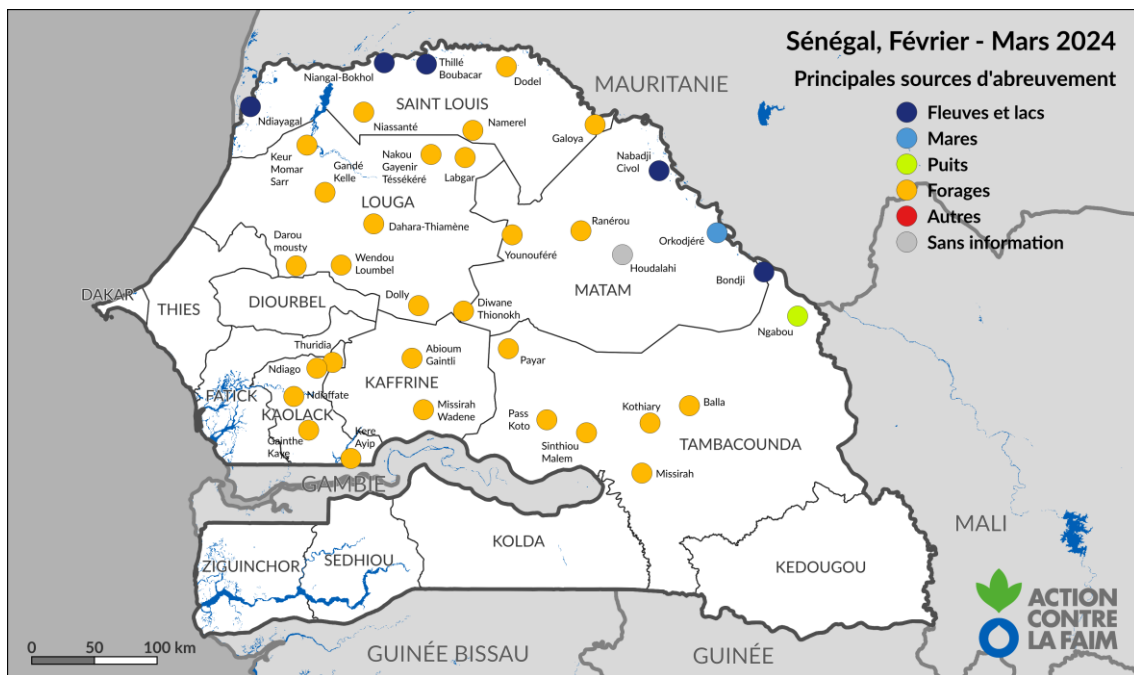 Sénégal, Février - Mars 2024
Principales sources d'abreuvement
Fleuves et lacs
Mares
Puits
Forages
Autres
Sans information
MAURITANIE
Niangal-Bokhol
Thillé
Boubacar
Dodel
SAINT LOUIS
Ndiayagal
Niassanté
Namerel
Galoya
Keur
Momar
Sarr
Gandé
Kelle
Nakou
Gayenir
Téssékéré
Labgar
Nabadji
Civol
LOUGA
Dahara-Thiamène
Ranérou
Younouféré
Orkodjéré
Darou
mousty
Wendou
Loumbel
Houdalahi
Bondji
MATAM
DAKAR
THIES
DIOURBEL
Dolly
Diwane
Thionokh
Ngabou
Thuridia
Ndiago
Abioum
Gaintli
Payar
KAFFRINE
FATICK
Ndiaffate
KAOLACK
Missirah
Wadene
Pass
Koto
Kothiary
Balla
Gainthe
Kaye
Kere
Ayip
Sinthiou
Malem
TAMBACOUNDA
Missirah
GAMBIE
MALI
ZIGUINCHOR
SEDHIOU
KOLDA
KEDOUGOU
GUINÉE BISSAU
GUINÉE
0 50 100 km
ACTION
CONTRE
LA FAIM